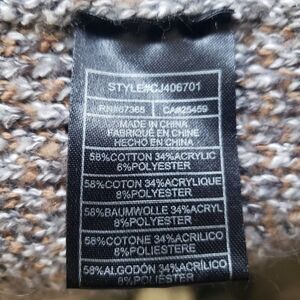 STYLE#CJ406701
RN#67365 CA#25459
MADE IN CHINA
FABRIQUÉ EN CHINE
HECHO EN CHINA
58%COTTON 34%ACRYLIC
8%POLYESTER
58%COTON 34%ACRYLIQUE
8%POLYESTER
58%BAUMWOLLE 34%ACRYL
8%POLYESTER
58%COTONE 34%ACRILICO
8%POLIESTERE
58%ALGODÓN 34%ACRÍLICO
8%POLIÉSTER